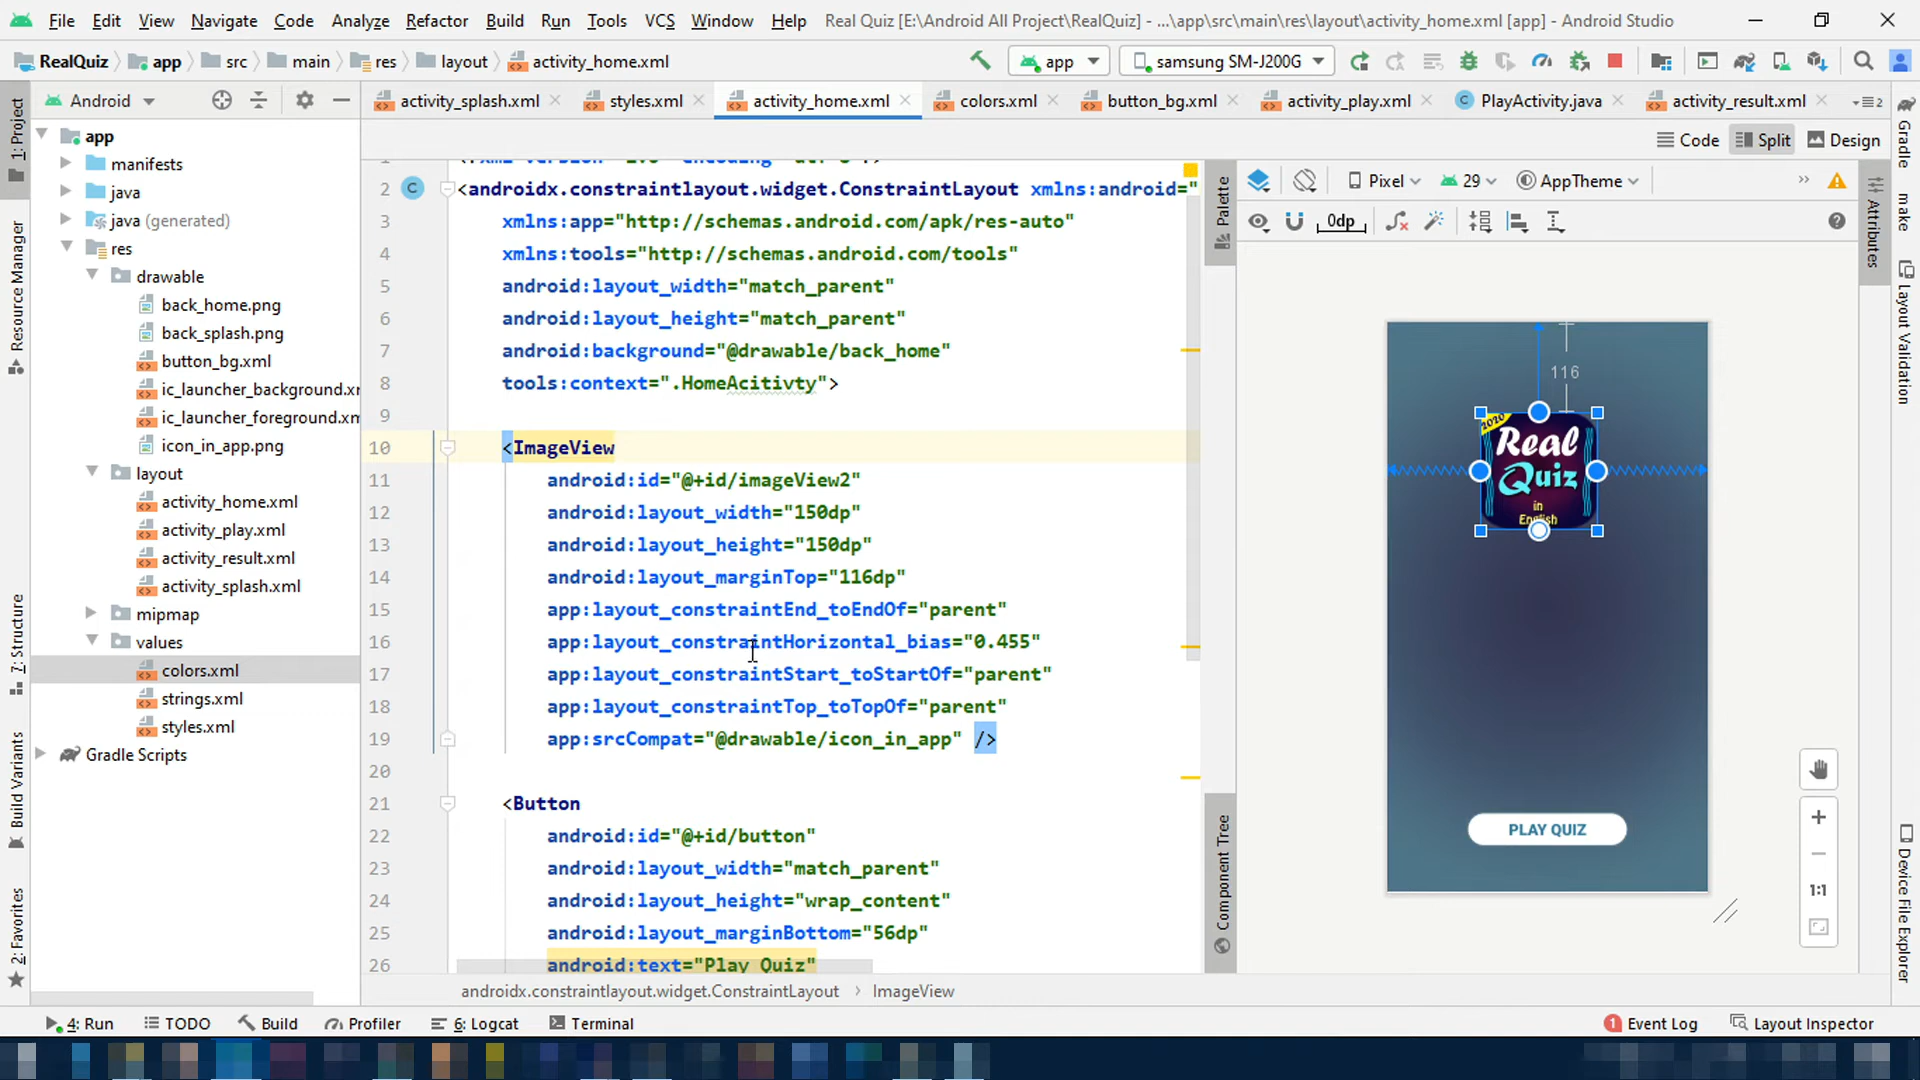 File Edit View Navigate Code Analyze Refactor Build Run Tools VCS Window Help Real Quiz [E:\Android All Project\RealQuiz] - ...\app\src\main\res\layout\activity_home.xml [app] - Android Studio
RealQuiz app src main res layout activity_home.xml app samsung SM-J200G
Android activity_splash.xml styles.xml activity_home.xml colors.xml button_bg.xml activity_play.xml PlayActivity.java activity_result.xml 2
Code Split Design
1: Project
Resource Manager
7: Structure
Build Variants
2: Favorites
app
manifests
java
java (generated)
res
drawable
back_home.png
back_splash.png
button_bg.xml
ic_launcher_background.x
ic_launcher_foreground.x
icon_in_app.png
layout
activity_home.xml
activity_play.xml
activity_result.xml
activity_splash.xml
mipmap
values
colors.xml
strings.xml
styles.xml
Gradle Scripts
2 <androidx.constraintlayout.widget.ConstraintLayout xmlns:android="
3 xmlns:app="http://schemas.android.com/apk/res-auto"
4 xmlns:tools="http://schemas.android.com/tools"
5 android:layout_width="match_parent"
6 android:layout_height="match_parent"
7 android:background="@drawable/back_home"
8 tools:context=".HomeAcitivty">
9
10 <ImageView
11 android:id="@+id/imageView2"
12 android:layout_width="150dp"
13 android:layout_height="150dp"
14 android:layout_marginTop="116dp"
15 app:layout_constraintEnd_toEndOf="parent"
16 app:layout_constraintHorizontal_bias="0.455"
17 app:layout_constraintStart_toStartOf="parent"
18 app:layout_constraintTop_toTopOf="parent"
19 app:srcCompat="@drawable/icon_in_app" />
20
21 <Button
22 android:id="@+id/button"
23 android:layout_width="match_parent"
24 android:layout_height="wrap_content"
25 android:layout_marginBottom="56dp"
26 android:text="Play Quiz"
androidx.constraintlayout.widget.ConstraintLayout › ImageView
Palette
Component Tree
Pixel 29 AppTheme
0dp
116
2020
Real
Quiz
in
English
PLAY QUIZ
1:1
Attributes
Gradle
make
Layout Validation
Device File Explorer
4: Run TODO Build Profiler 6: Logcat Terminal 1 Event Log Layout Inspector